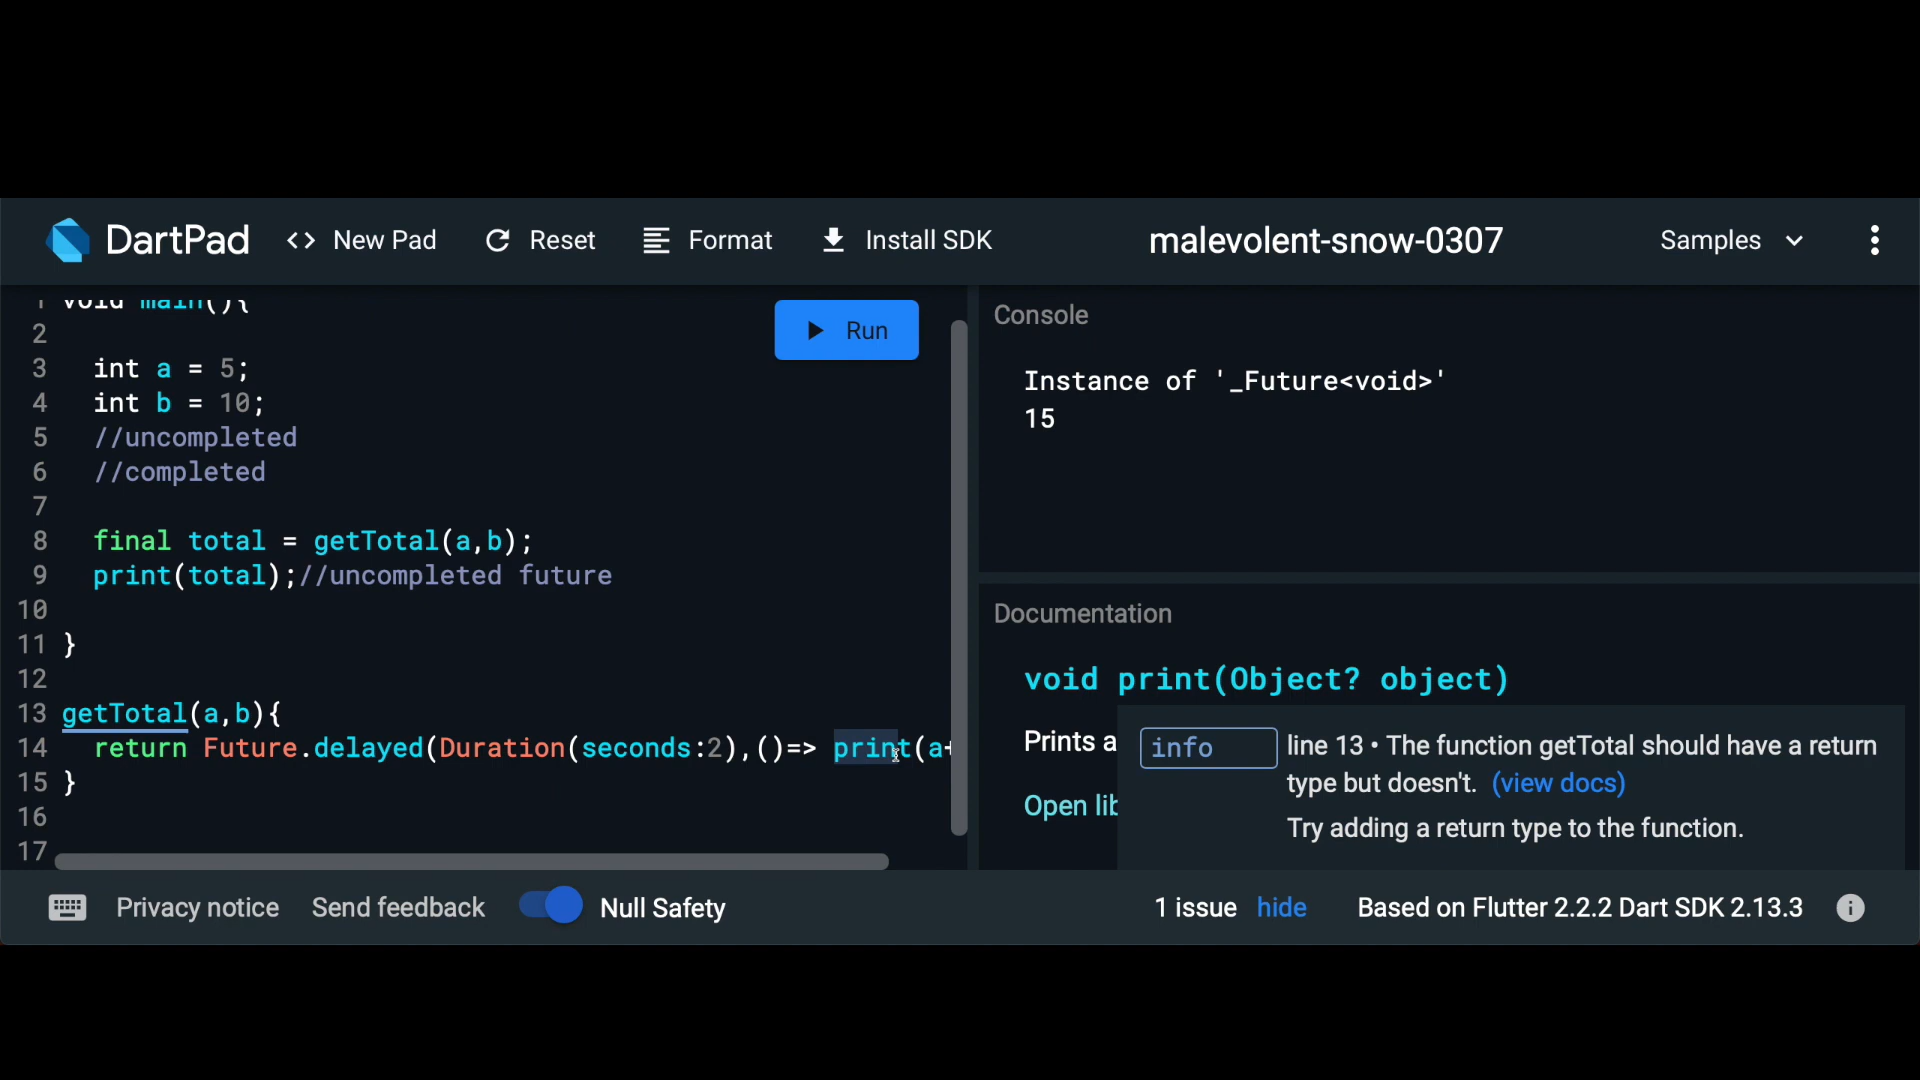 DartPad
<> New Pad
Reset
Format
Install SDK
malevolent-snow-0307
Samples
Run
1 void main(){
2
3 int a = 5;
4 int b = 10;
5 //uncompleted
6 //completed
7
8 final total = getTotal(a,b);
9 print(total);//uncompleted future
10
11 }
12
13 getTotal(a,b){
14 return Future.delayed(Duration(seconds:2),()=> print(a+
15 }
16
17
Console
Instance of '_Future<void>'
15
Documentation
void print(Object? object)
Prints a
Open lib
info
line 13 • The function getTotal should have a return
type but doesn't. (view docs)
Try adding a return type to the function.
Privacy notice
Send feedback
Null Safety
1 issue hide
Based on Flutter 2.2.2 Dart SDK 2.13.3